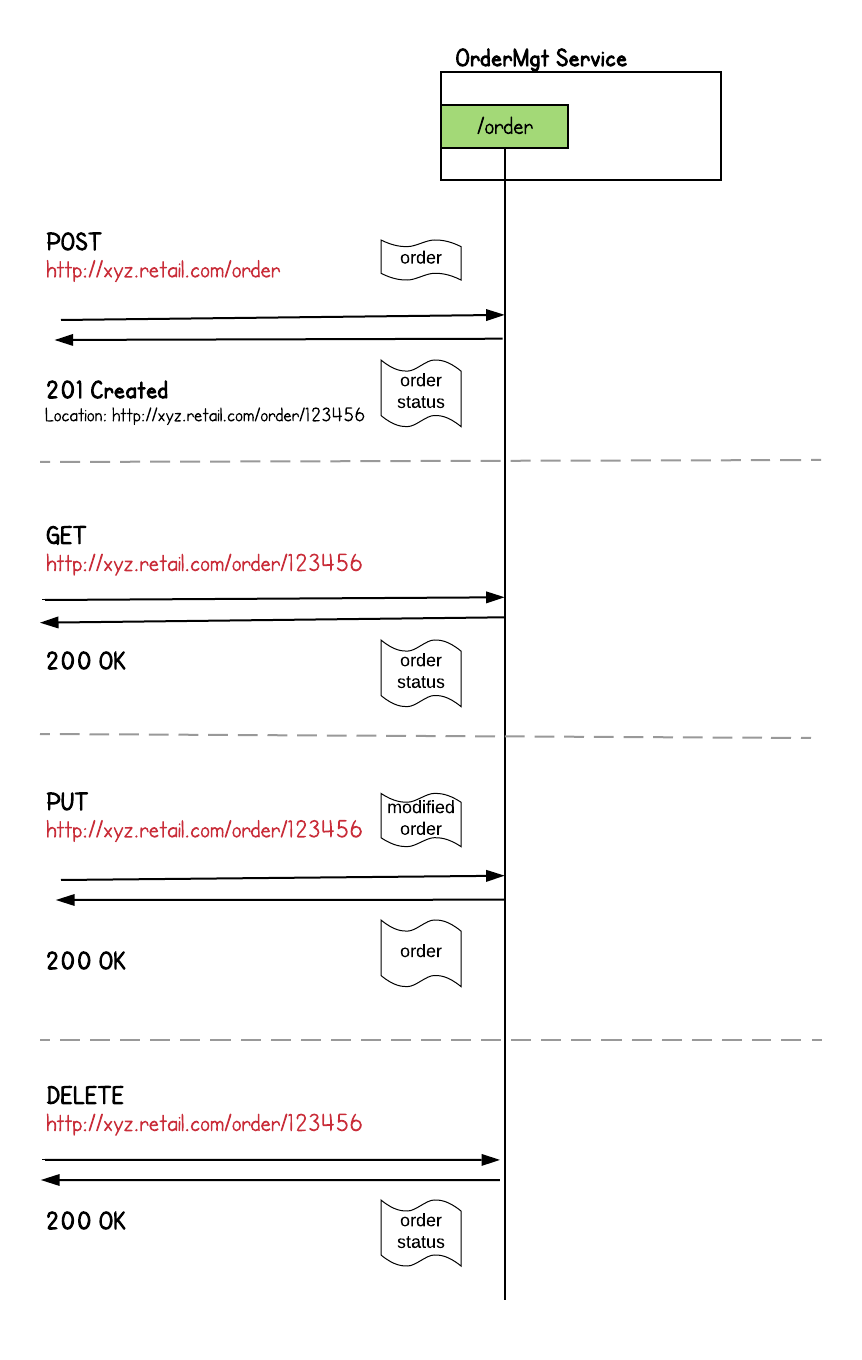 OrderMgt Service
/order
POST
http://xyz.retail.com/order
order
201 Created
Location: http://xyz.retail.com/order/123456
order
status
GET
http://xyz.retail.com/order/123456
200 OK
order
status
PUT
http://xyz.retail.com/order/123456
modified
order
200 OK
order
DELETE
http://xyz.retail.com/order/123456
200 OK
order
status